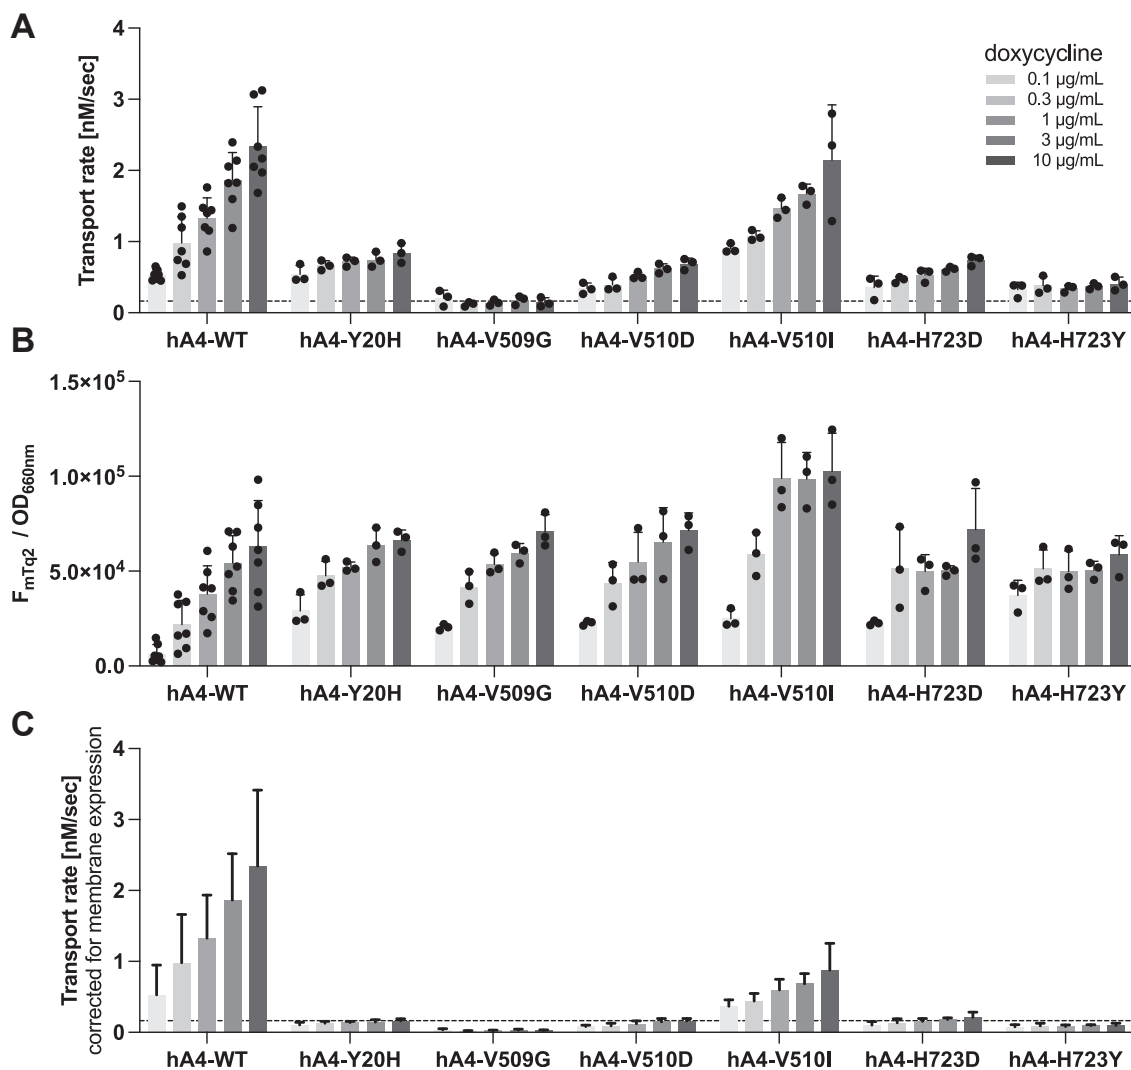 A
Transport rate [nM/sec]
4
3
2
1
0
doxycycline
0.1 µg/mL
0.3 µg/mL
1 µg/mL
3 µg/mL
10 µg/mL
hA4-WT hA4-Y20H hA4-V509G hA4-V510D hA4-V510I hA4-H723D hA4-H723Y
B
F_mTq2 / OD_660nm
1.5×10⁵
1.0×10⁵
5.0×10⁴
0.0
hA4-WT hA4-Y20H hA4-V509G hA4-V510D hA4-V510I hA4-H723D hA4-H723Y
C
Transport rate [nM/sec]
corrected for membrane expression
4
3
2
1
0
hA4-WT hA4-Y20H hA4-V509G hA4-V510D hA4-V510I hA4-H723D hA4-H723Y